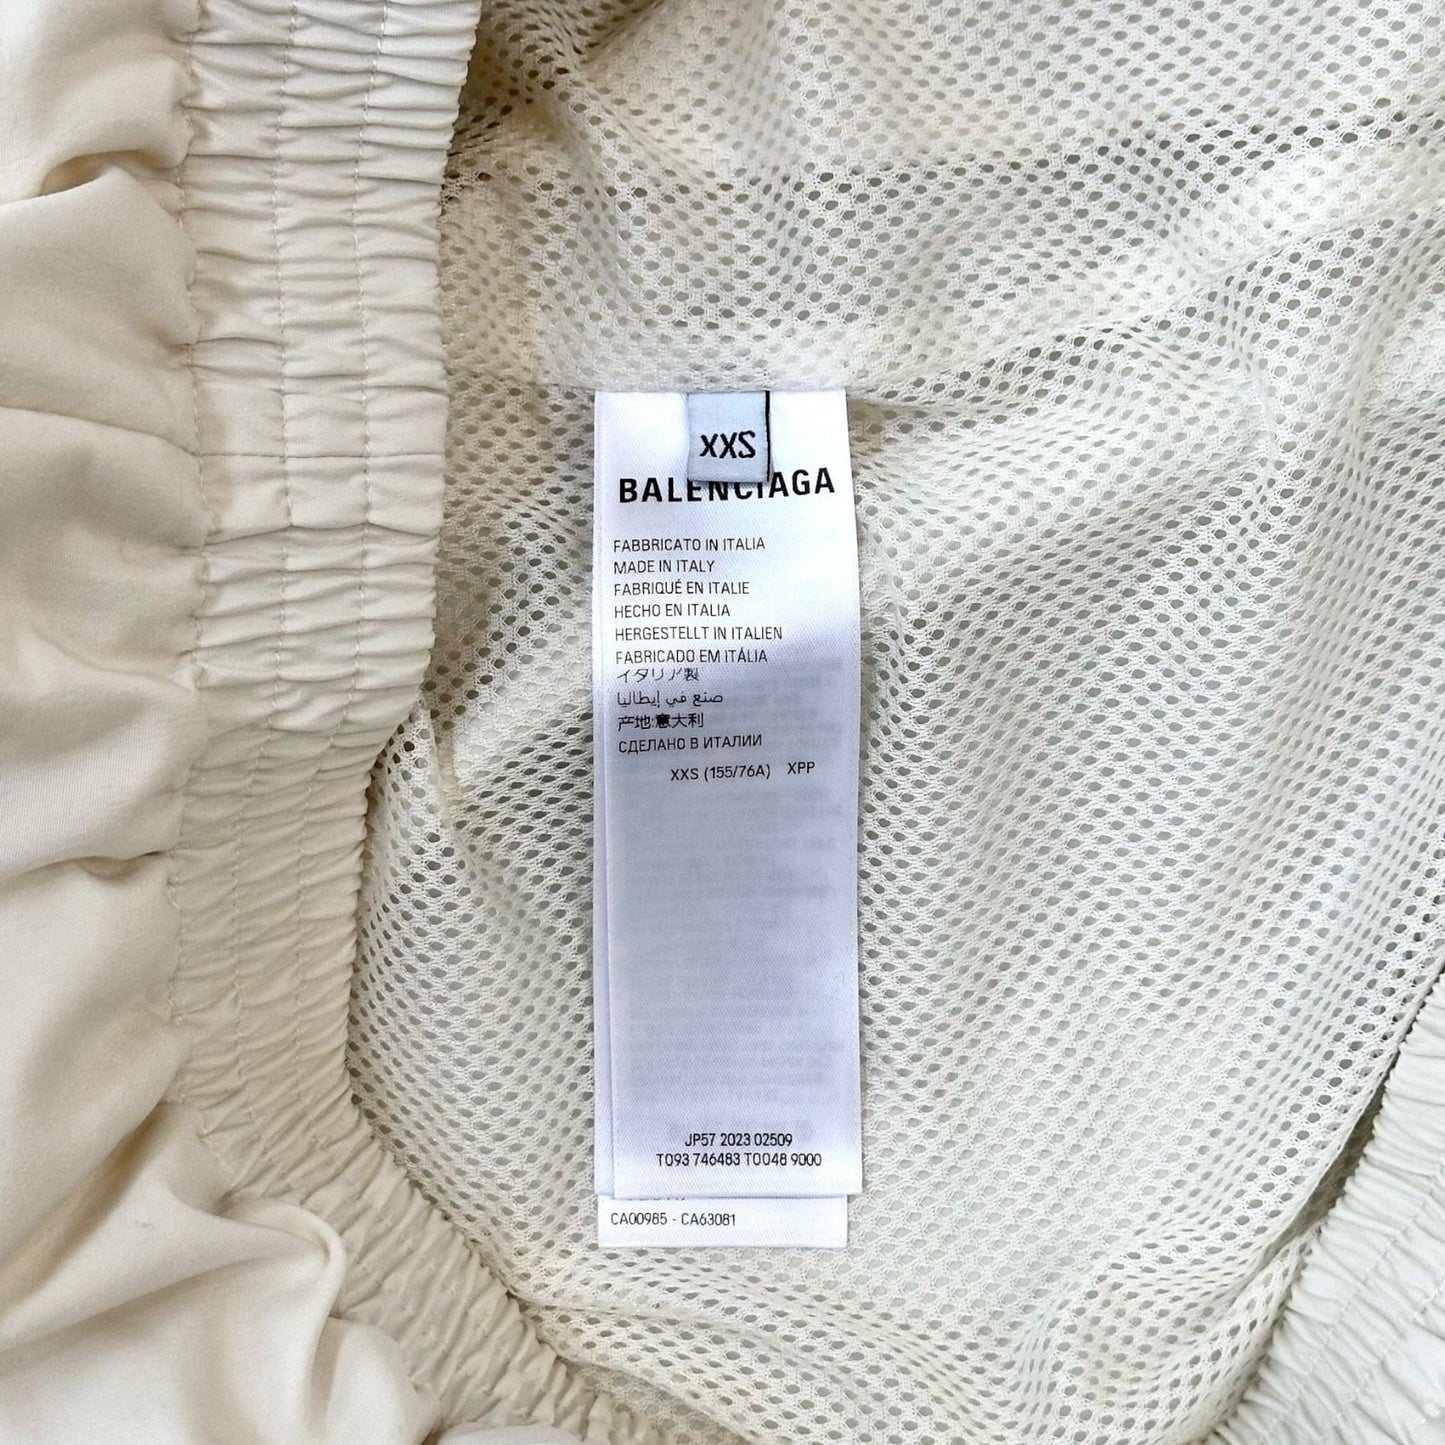 XXS
BALENCIAGA
FABBRICATO IN ITALIA
MADE IN ITALY
FABRIQUÉ EN ITALIE
HECHO EN ITALIA
HERGESTELLT IN ITALIEN
FABRICADO EM ITÁLIA
イタリア製
صنع في إيطاليا
产地:意大利
СДЕЛАНО В ИТАЛИИ
XXS (155/76A) XPP
JP57 2023 02509
T093 746483 T0048 9000
CA00985 - CA63081